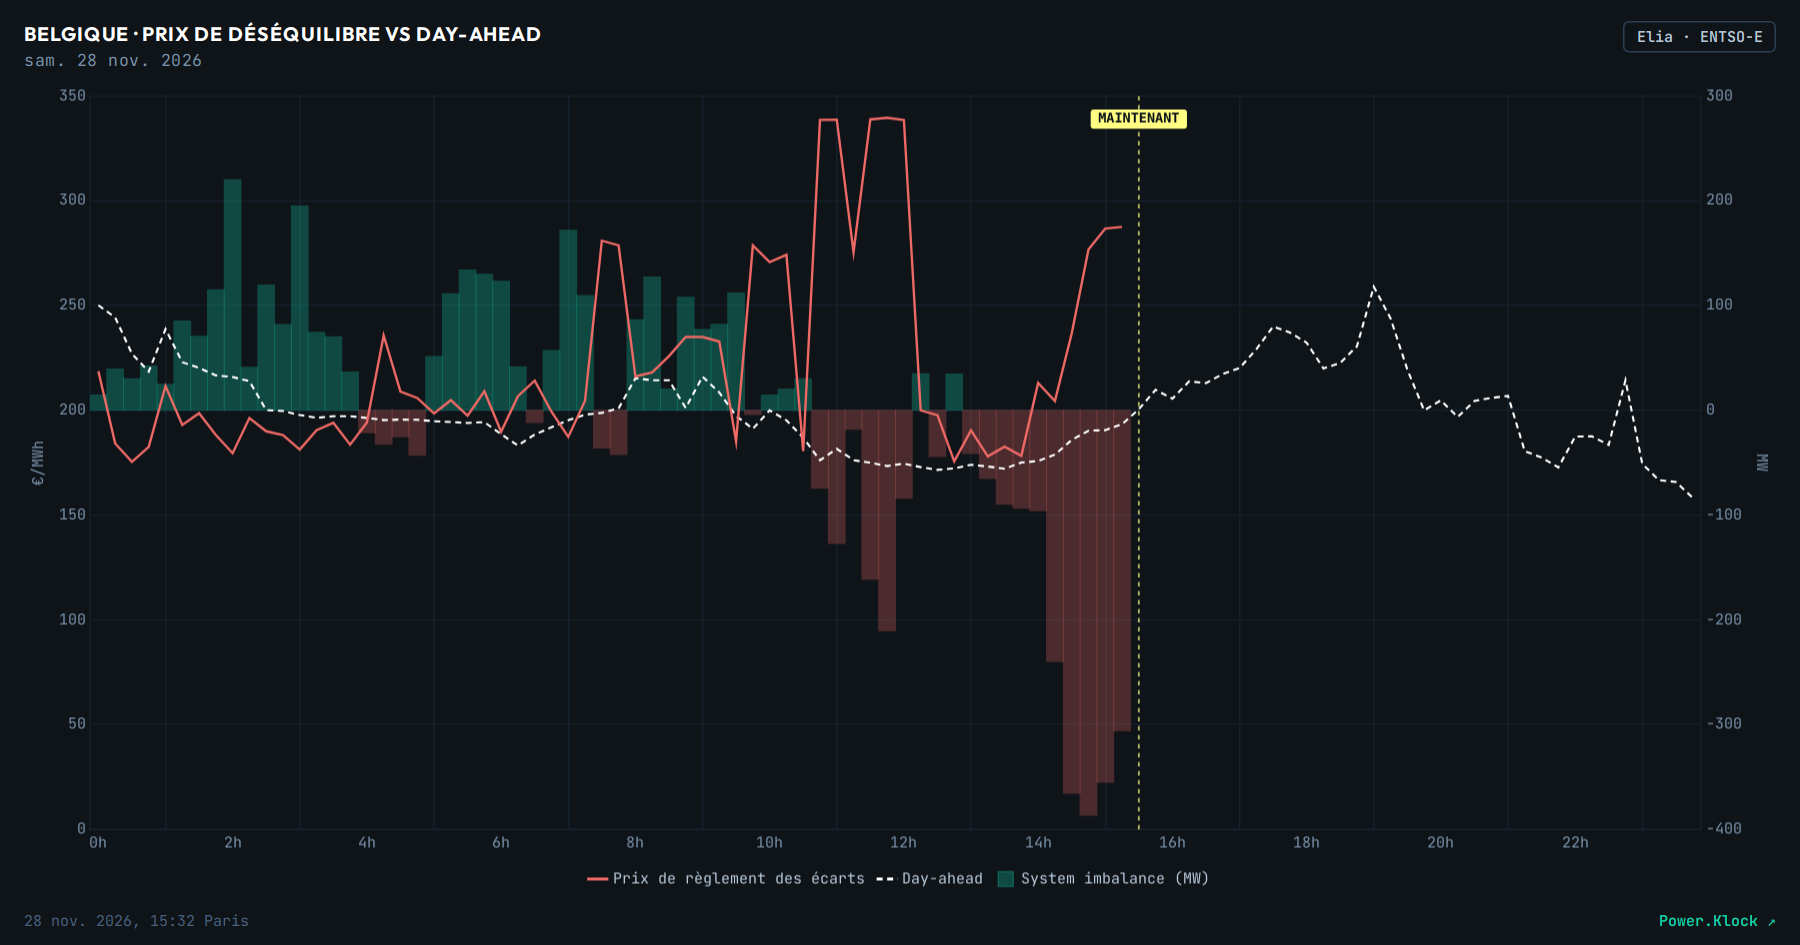 BELGIQUE · PRIX DE DÉSÉQUILIBRE VS DAY-AHEAD
sam. 28 nov. 2026
Elia · ENTSO-E
MAINTENANT
350
300
250
200
150
100
50
0
€/MWh
300
200
100
0
-100
-200
-300
-400
MW
0h 2h 4h 6h 8h 10h 12h 14h 16h 18h 20h 22h
Prix de règlement des écarts Day-ahead System imbalance (MW)
28 nov. 2026, 15:32 Paris
Power.Klock ↗